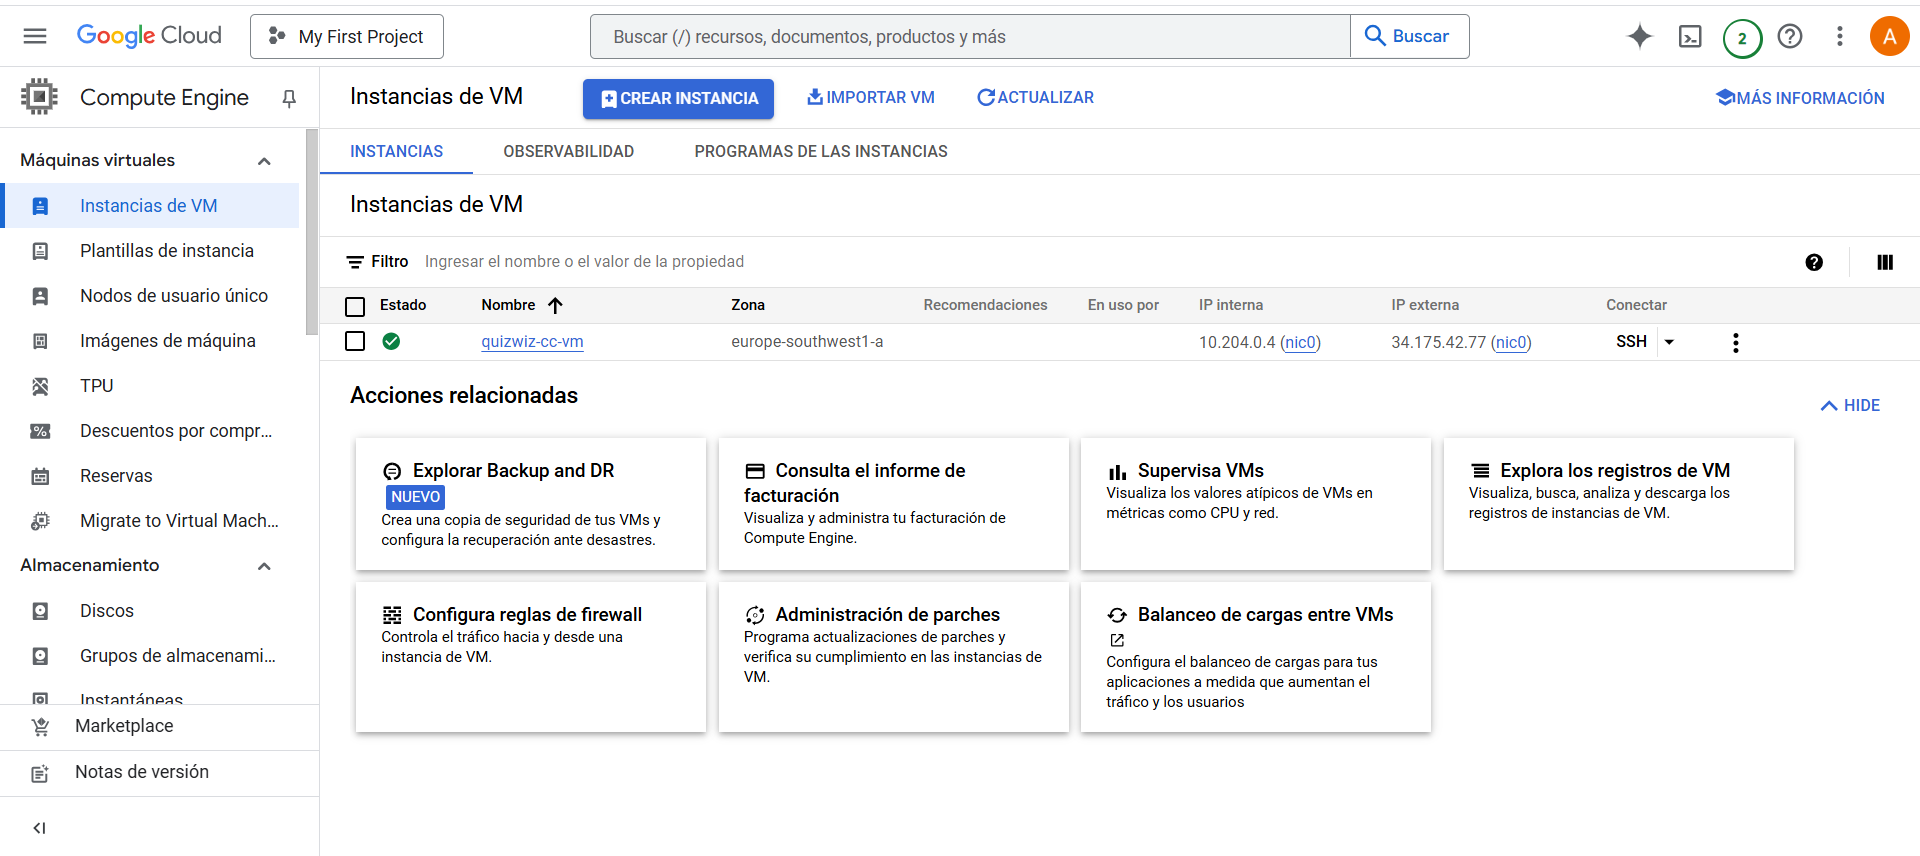 Google Cloud
My First Project
Buscar (/) recursos, documentos, productos y más
Buscar
2
A
Compute Engine
Instancias de VM
CREAR INSTANCIA
IMPORTAR VM
ACTUALIZAR
MÁS INFORMACIÓN
Máquinas virtuales
Instancias de VM
Plantillas de instancia
Nodos de usuario único
Imágenes de máquina
TPU
Descuentos por compr...
Reservas
Migrate to Virtual Mach...
Almacenamiento
Discos
Grupos de almacenami...
Instantáneas
Marketplace
Notas de versión
INSTANCIAS
OBSERVABILIDAD
PROGRAMAS DE LAS INSTANCIAS
Instancias de VM
Filtro Ingresar el nombre o el valor de la propiedad
Estado Nombre Zona Recomendaciones En uso por IP interna IP externa Conectar
quizwiz-cc-vm europe-southwest1-a 10.204.0.4 (nic0) 34.175.42.77 (nic0) SSH
Acciones relacionadas
HIDE
Explorar Backup and DR
NUEVO
Crea una copia de seguridad de tus VMs y
configura la recuperación ante desastres.
Consulta el informe de
facturación
Visualiza y administra tu facturación de
Compute Engine.
Supervisa VMs
Visualiza los valores atípicos de VMs en
métricas como CPU y red.
Explora los registros de VM
Visualiza, busca, analiza y descarga los
registros de instancias de VM.
Configura reglas de firewall
Controla el tráfico hacia y desde una
instancia de VM.
Administración de parches
Programa actualizaciones de parches y
verifica su cumplimiento en las instancias de
VM.
Balanceo de cargas entre VMs
Configura el balanceo de cargas para tus
aplicaciones a medida que aumentan el
tráfico y los usuarios